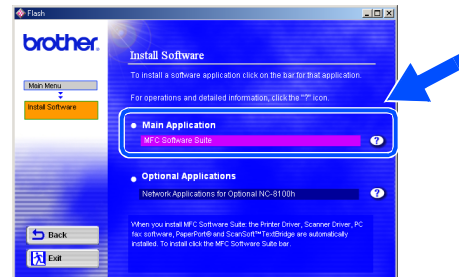 Flash
brother.
Install Software
To install a software application click on the bar for that application.
Main Menu
For operations and detailed information, click the "?" icon.
Install Software
Main Application
MFC Software Suite
?
Optional Applications
Network Applications for Optional NC-8100h
?
When you install MFC Software Suite: the Printer Driver, Scanner Driver, PC
fax software, PaperPort® and ScanSoft™TextBridge are automatically
installed. To install click the MFC Software Suite bar.
Back
Exit